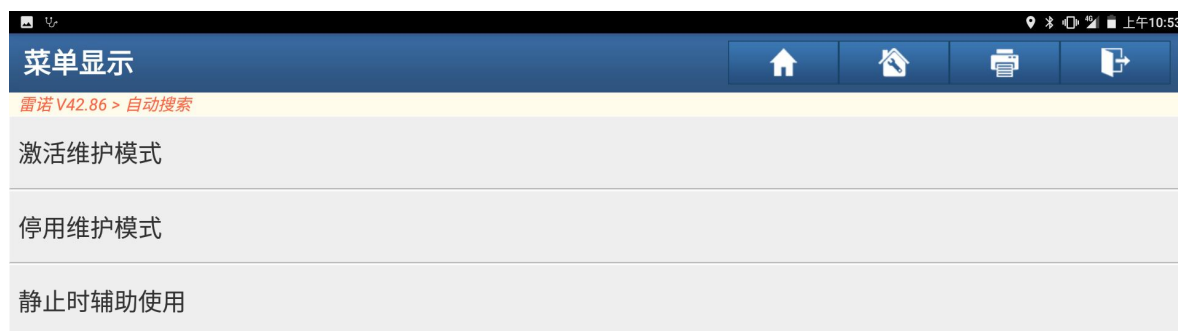 4G 上午10:53
菜单显示
雷诺 V42.86 > 自动搜索
激活维护模式
停用维护模式
静止时辅助使用